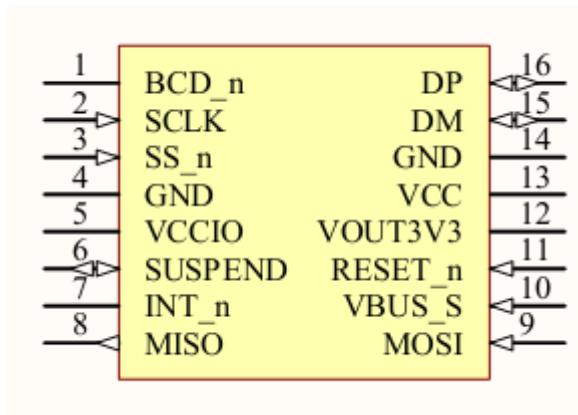 1 BCD_n DP 16
2 SCLK DM 15
3 SS_n GND 14
4 GND VCC 13
5 VCCIO VOUT3V3 12
6 SUSPEND RESET_n 11
7 INT_n VBUS_S 10
8 MISO MOSI 9